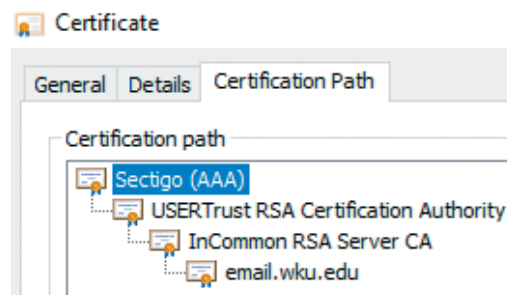 Certificate
General Details Certification Path
Certification path
Sectigo (AAA)
USERTrust RSA Certification Authority
InCommon RSA Server CA
email.wku.edu